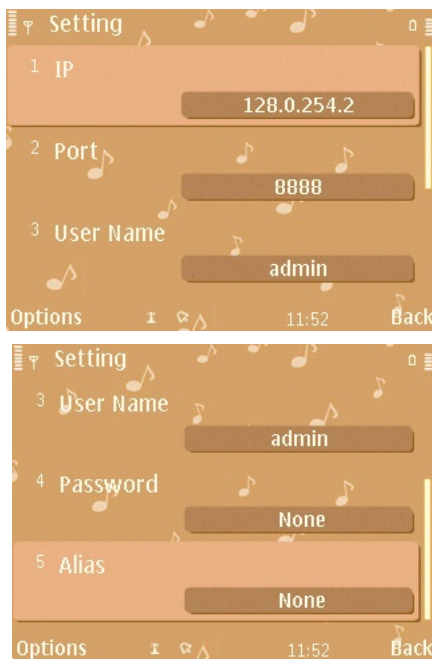 Setting
1 IP
128.0.254.2
2 Port
8888
3 User Name
admin
Options 11:52 Back
Setting
3 User Name
admin
4 Password
None
5 Alias
None
Options 11:52 Back